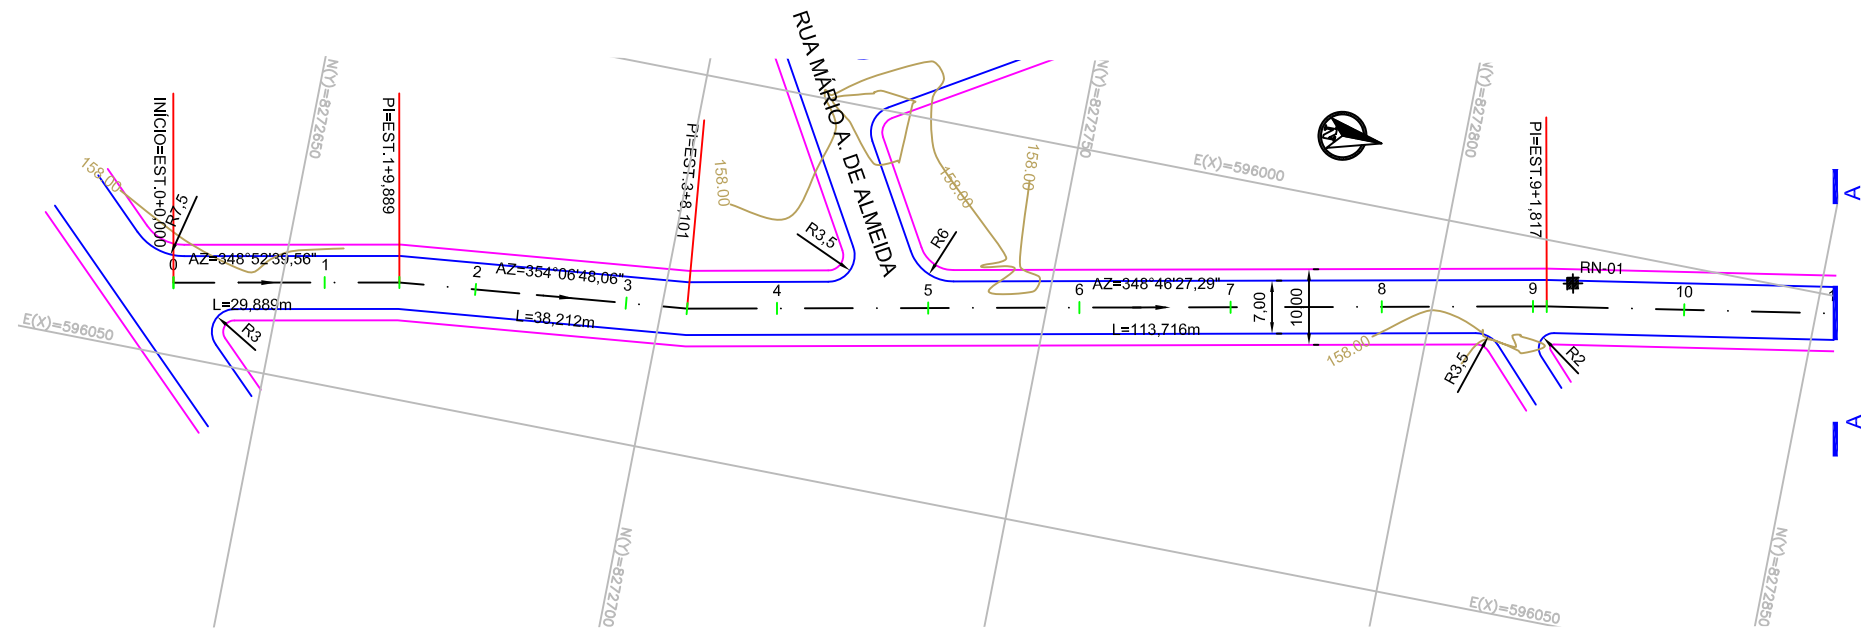 RUA MÁRIO A. DE ALMEIDA
INÍCIO=EST.0+0,000
N(Y)=8272650
PI=EST.1+9,889
PI=EST.3+8,101
N(Y)=8272750
N(Y)=8272800
PI=EST.9+1,817
E(X)=596000
N
158.00
158.00
158.00
158.00
A
R7,5
R3,5
R6
RN-01
0
AZ=348°52'39,56"
1
2
AZ=354°06'48,06"
3
4
5
6
AZ=348°46'27,29"
7
8
9
10
L=29,889m
L=38,212m
L=113,716m
7,00
10,00
E(X)=596050
R3
158.00
R3,5
R2
A
N(Y)=8272700
N(Y)=8272850
E(X)=596050